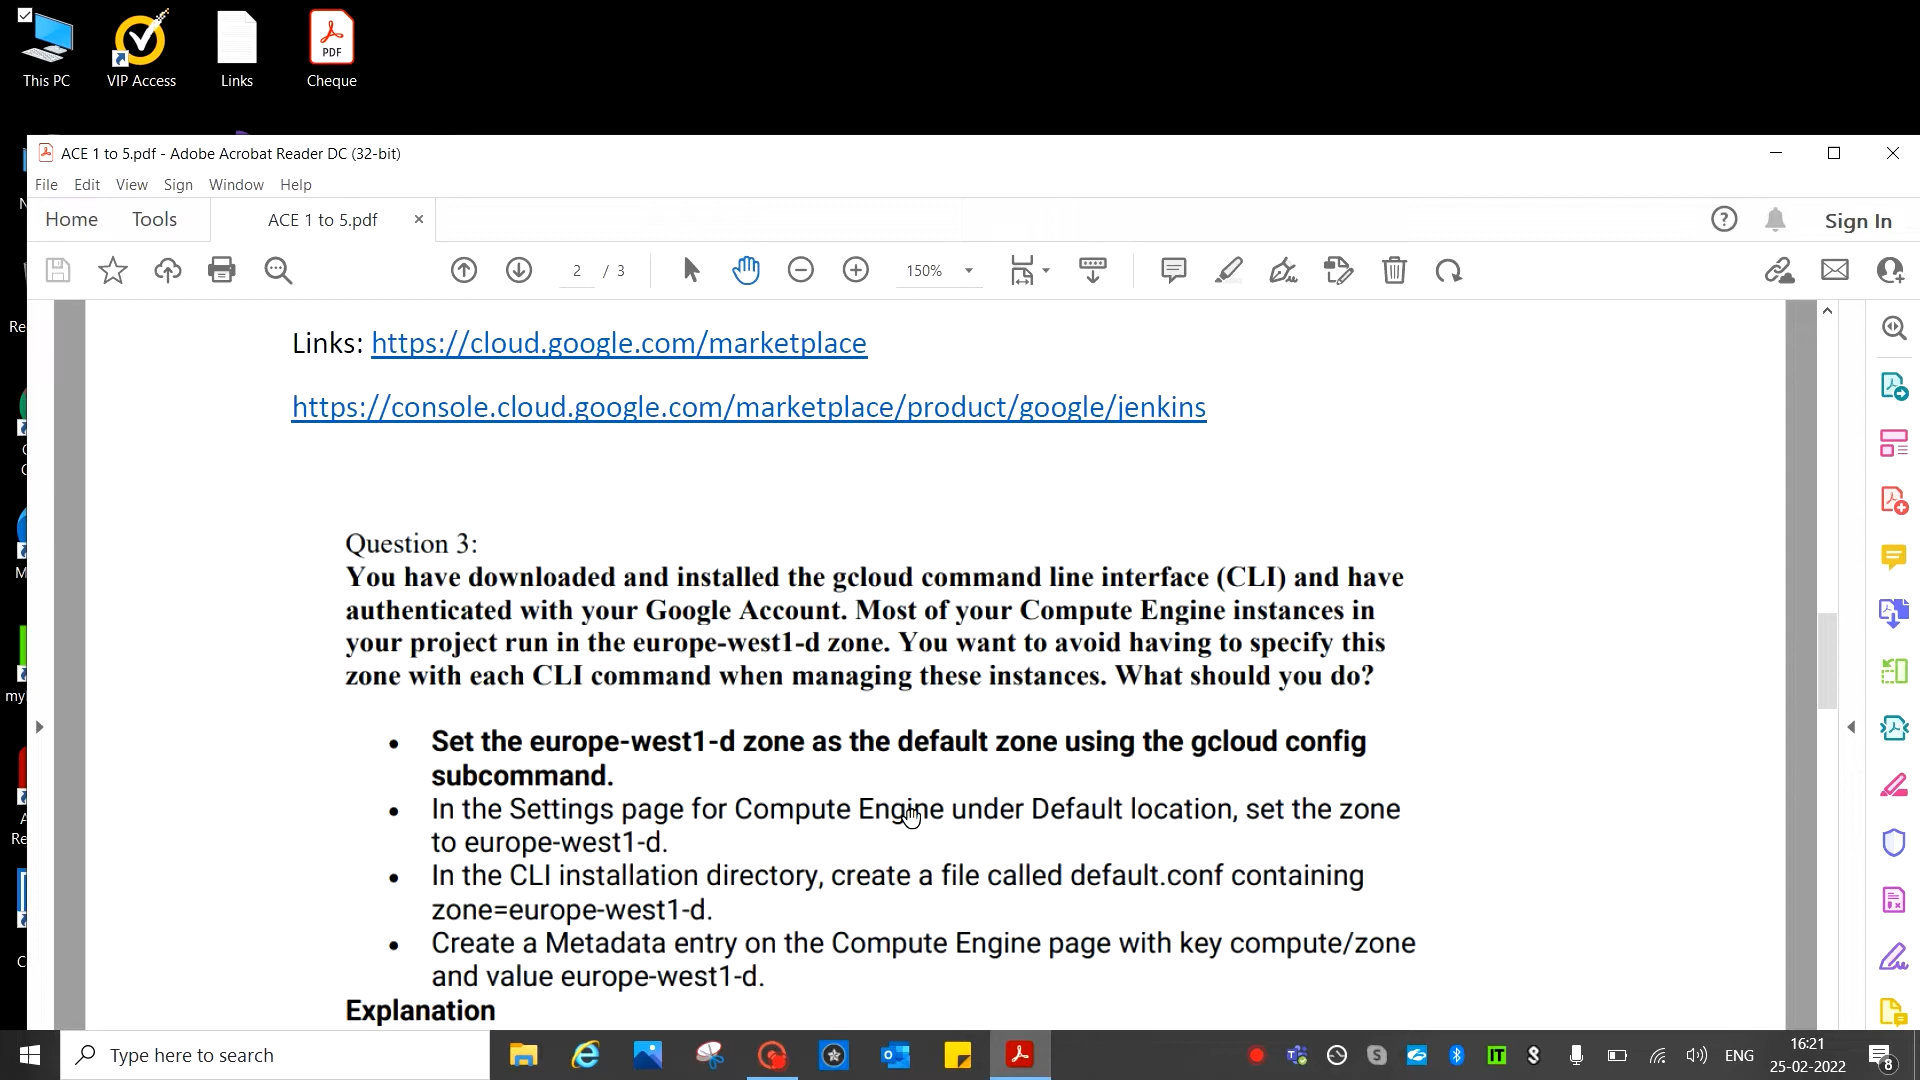 This PC
VIP Access
Links
PDF
Cheque
ACE 1 to 5.pdf - Adobe Acrobat Reader DC (32-bit)
File Edit View Sign Window Help
Home Tools ACE 1 to 5.pdf Sign In
2 / 3 150%
Links: https://cloud.google.com/marketplace
https://console.cloud.google.com/marketplace/product/google/jenkins
Question 3:
You have downloaded and installed the gcloud command line interface (CLI) and have
authenticated with your Google Account. Most of your Compute Engine instances in
your project run in the europe-west1-d zone. You want to avoid having to specify this
zone with each CLI command when managing these instances. What should you do?
• Set the europe-west1-d zone as the default zone using the gcloud config
subcommand.
• In the Settings page for Compute Engine under Default location, set the zone
to europe-west1-d.
• In the CLI installation directory, create a file called default.conf containing
zone=europe-west1-d.
• Create a Metadata entry on the Compute Engine page with key compute/zone
and value europe-west1-d.
Explanation
Type here to search
ENG
16:21
25-02-2022
8